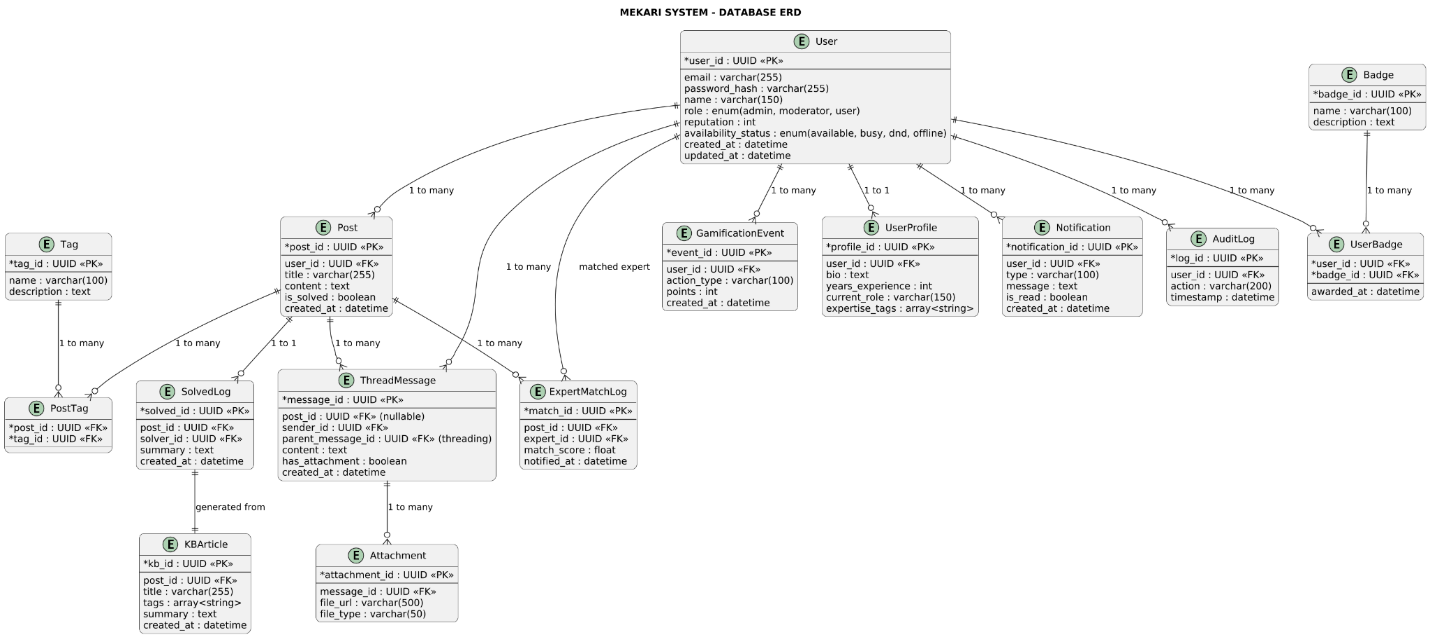 MEKARI SYSTEM - DATABASE ERD
E User
*user_id : UUID «PK»
email : varchar(255)
password_hash : varchar(255)
name : varchar(150)
role : enum(admin, moderator, user)
reputation : int
availability_status : enum(available, busy, dnd, offline)
created_at : datetime
updated_at : datetime
E Badge
*badge_id : UUID «PK»
name : varchar(100)
description : text
1 to many
1 to many
matched expert
1 to many
1 to 1
1 to many
1 to many
1 to many
1 to many
E Tag
*tag_id : UUID «PK»
name : varchar(100)
description : text
E Post
*post_id : UUID «PK»
user_id : UUID «FK»
title : varchar(255)
content : text
is_solved : boolean
created_at : datetime
E GamificationEvent
*event_id : UUID «PK»
user_id : UUID «FK»
action_type : varchar(100)
points : int
created_at : datetime
E UserProfile
*profile_id : UUID «PK»
user_id : UUID «FK»
bio : text
years_experience : int
current_role : varchar(150)
expertise_tags : array<string>
E Notification
*notification_id : UUID «PK»
user_id : UUID «FK»
type : varchar(100)
message : text
is_read : boolean
created_at : datetime
E AuditLog
*log_id : UUID «PK»
user_id : UUID «FK»
action : varchar(200)
timestamp : datetime
E UserBadge
*user_id : UUID «FK»
*badge_id : UUID «FK»
awarded_at : datetime
1 to many
1 to many
1 to 1
1 to many
1 to many
E PostTag
*post_id : UUID «FK»
*tag_id : UUID «FK»
E SolvedLog
*solved_id : UUID «PK»
post_id : UUID «FK»
solver_id : UUID «FK»
summary : text
created_at : datetime
E ThreadMessage
*message_id : UUID «PK»
post_id : UUID «FK» (nullable)
sender_id : UUID «FK»
parent_message_id : UUID «FK» (threading)
content : text
has_attachment : boolean
created_at : datetime
E ExpertMatchLog
*match_id : UUID «PK»
post_id : UUID «FK»
expert_id : UUID «FK»
match_score : float
notified_at : datetime
generated from
1 to many
E KBArticle
*kb_id : UUID «PK»
post_id : UUID «FK»
title : varchar(255)
tags : array<string>
summary : text
created_at : datetime
E Attachment
*attachment_id : UUID «PK»
message_id : UUID «FK»
file_url : varchar(500)
file_type : varchar(50)